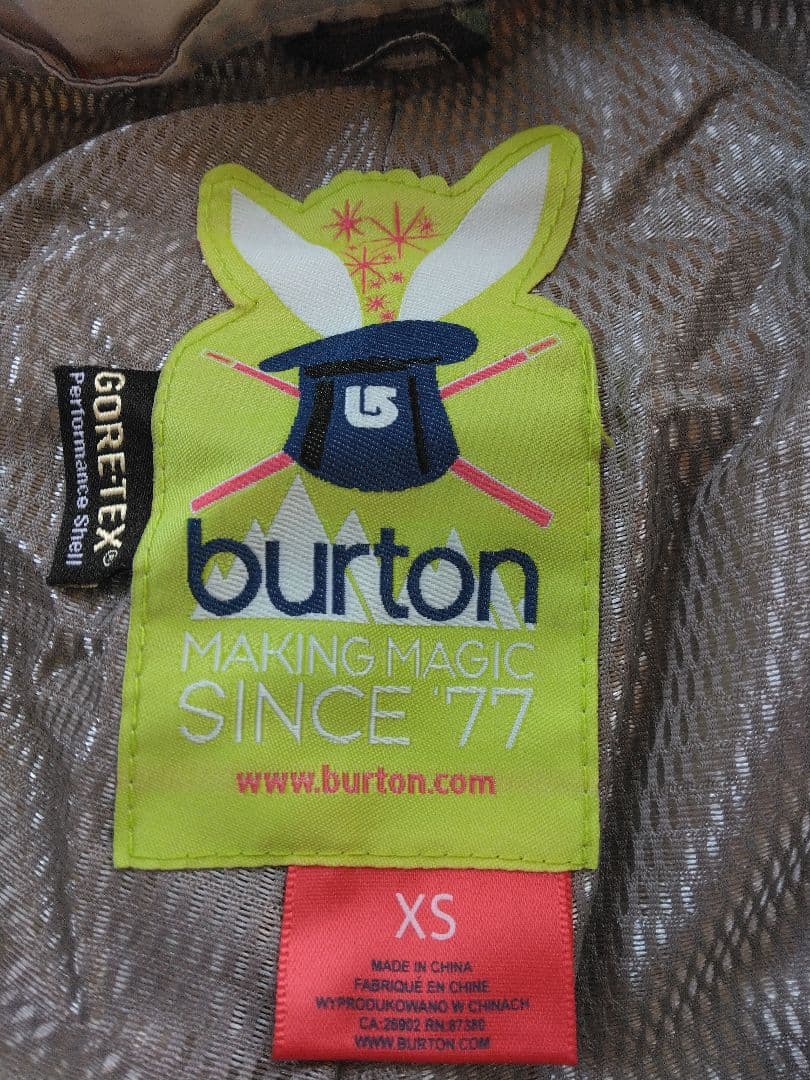 GORE-TEX®
Performance Shell
burton
MAKING MAGIC
SINCE '77
www.burton.com
XS
MADE IN CHINA
FABRIQUÉ EN CHINE
WYPRODUKOWANO W CHINACH
CA 25902 RN 87380
WWW.BURTON.COM